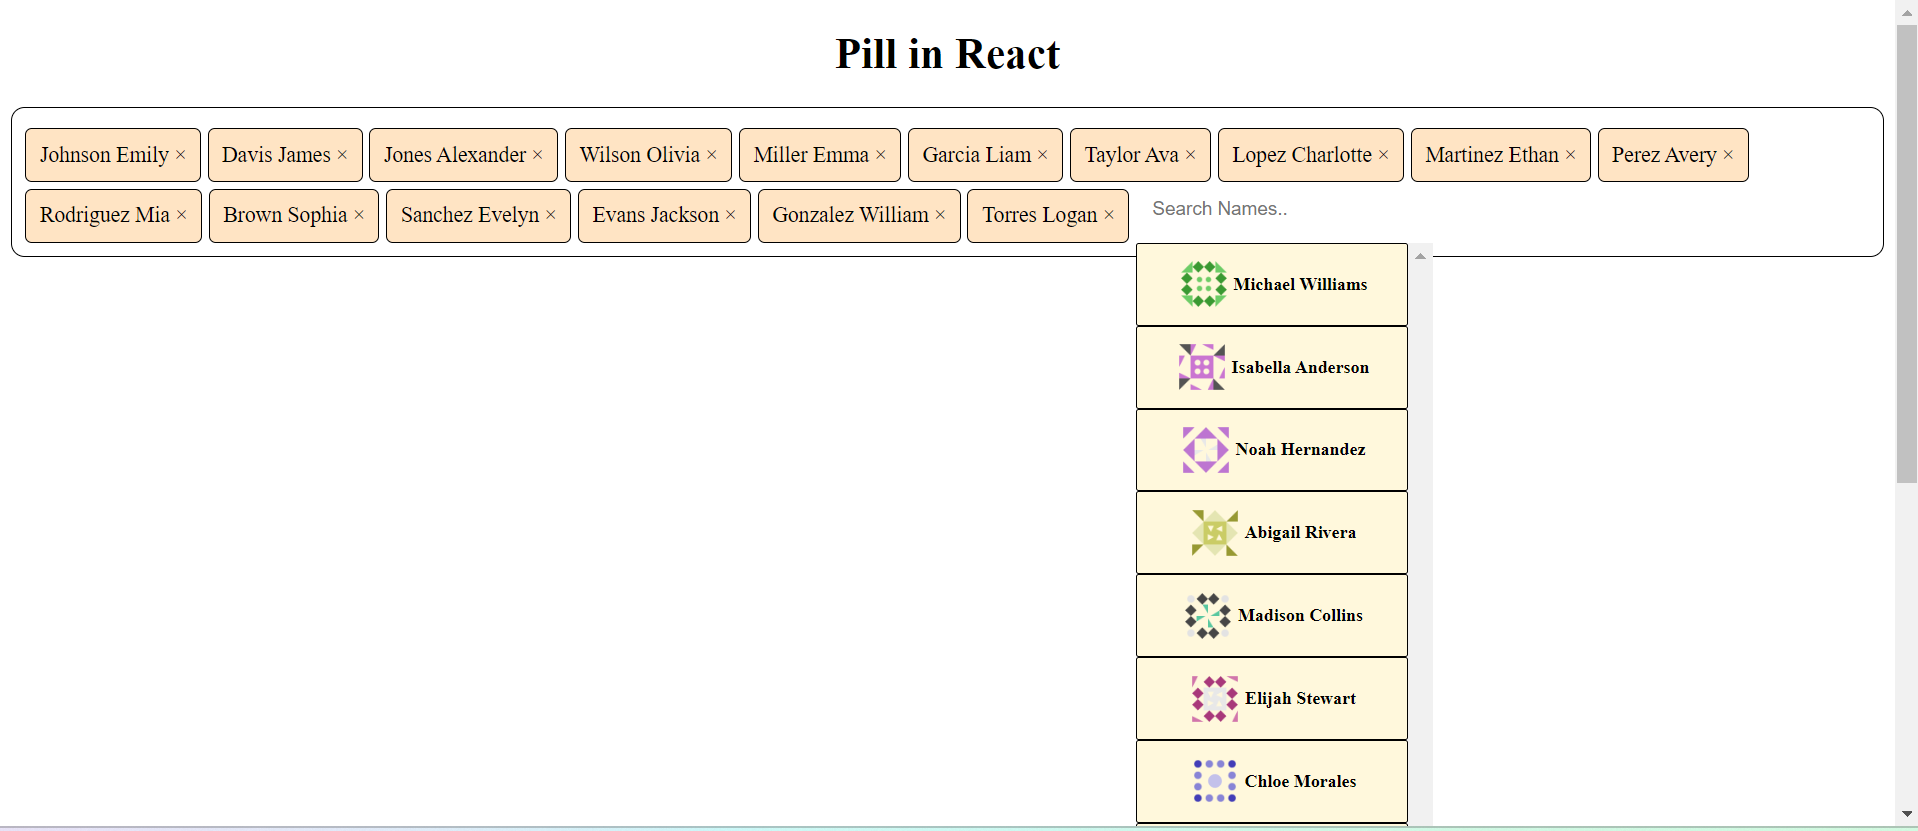 Pill in React
Johnson Emily × Davis James × Jones Alexander × Wilson Olivia × Miller Emma × Garcia Liam × Taylor Ava × Lopez Charlotte × Martinez Ethan × Perez Avery ×
Rodriguez Mia × Brown Sophia × Sanchez Evelyn × Evans Jackson × Gonzalez William × Torres Logan × Search Names..
Michael Williams
Isabella Anderson
Noah Hernandez
Abigail Rivera
Madison Collins
Elijah Stewart
Chloe Morales